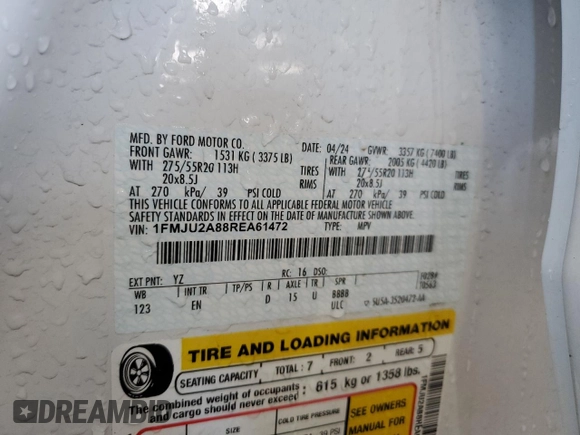 MFD. BY FORD MOTOR CO.
DATE: 04/24 GVWR: 3357 KG ( 7400 LB)
FRONT GAWR: 1531 KG ( 3375 LB)
REAR GAWR: 2005 KG ( 4420 LB)
WITH 275/55R20 113H TIRES
WITH 275/55R20 113H TIRES
20x8.5J RIMS
20x8.5J RIMS
AT 270 kPa/ 39 PSI COLD
AT 270 kPa/ 39 PSI COLD
THIS VEHICLE CONFORMS TO ALL APPLICABLE FEDERAL MOTOR VEHICLE
SAFETY STANDARDS IN EFFECT ON THE DATE OF MANUFACTURE SHOWN ABOVE.
VIN: 1FMJU2A88REA61472 TYPE: MPV
EXT PNT: YZ RC: 16 DSO:
WB INT TR TP/PS R AXLE TR SPR
123 EN D 15 U BBBB
ULC
TIRE AND LOADING INFORMATION
SEATING CAPACITY TOTAL: 7 FRONT: 2 REAR: 5
The combined weight of occupants
and cargo should never exceed: 615 kg or 1358 lbs.
SIZE COLD TIRE PRESSURE SEE OWNERS
MANUAL FOR
DREAMBID